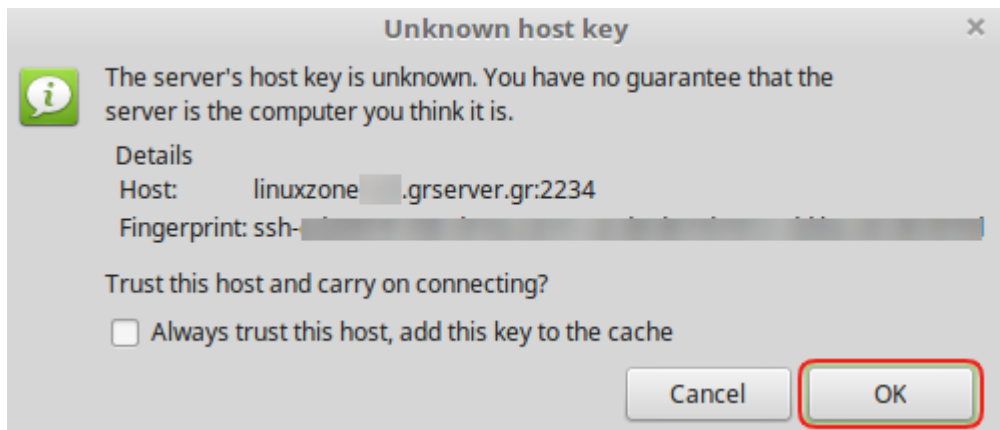 Unknown host key
The server's host key is unknown. You have no guarantee that the
server is the computer you think it is.
Details
Host: linuxzone .grserver.gr:2234
Fingerprint: ssh-
Trust this host and carry on connecting?
Always trust this host, add this key to the cache
Cancel OK